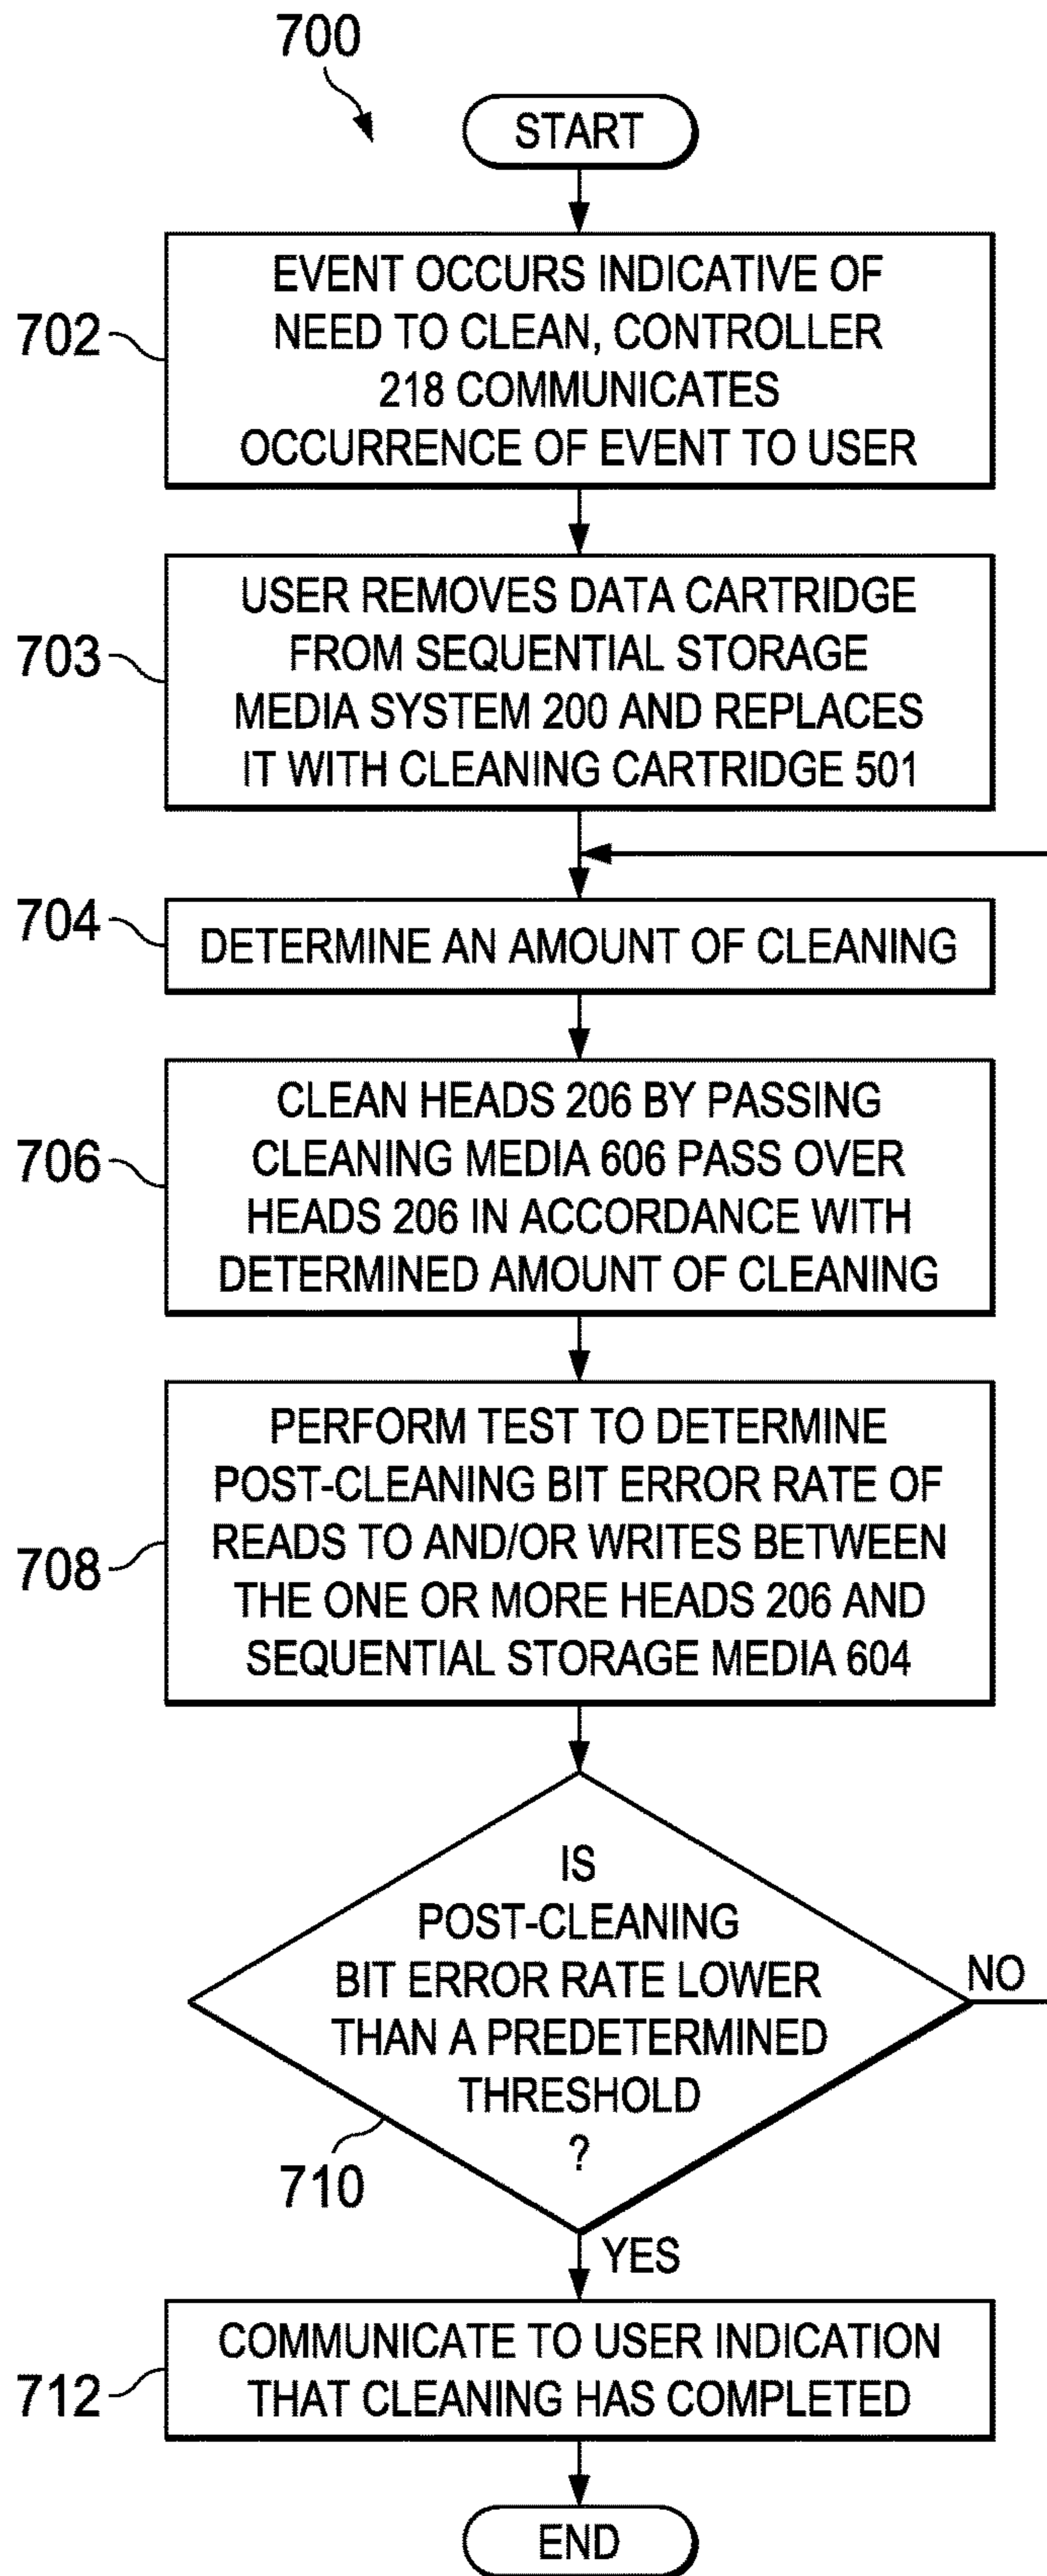 700
START
702
EVENT OCCURS INDICATIVE OF
NEED TO CLEAN, CONTROLLER
218 COMMUNICATES
OCCURRENCE OF EVENT TO USER
703
USER REMOVES DATA CARTRIDGE
FROM SEQUENTIAL STORAGE
MEDIA SYSTEM 200 AND REPLACES
IT WITH CLEANING CARTRIDGE 501
704
DETERMINE AN AMOUNT OF CLEANING
706
CLEAN HEADS 206 BY PASSING
CLEANING MEDIA 606 PASS OVER
HEADS 206 IN ACCORDANCE WITH
DETERMINED AMOUNT OF CLEANING
708
PERFORM TEST TO DETERMINE
POST-CLEANING BIT ERROR RATE OF
READS TO AND/OR WRITES BETWEEN
THE ONE OR MORE HEADS 206 AND
SEQUENTIAL STORAGE MEDIA 604
IS
POST-CLEANING
BIT ERROR RATE LOWER
THAN A PREDETERMINED
THRESHOLD
?
NO
710
YES
712
COMMUNICATE TO USER INDICATION
THAT CLEANING HAS COMPLETED
END